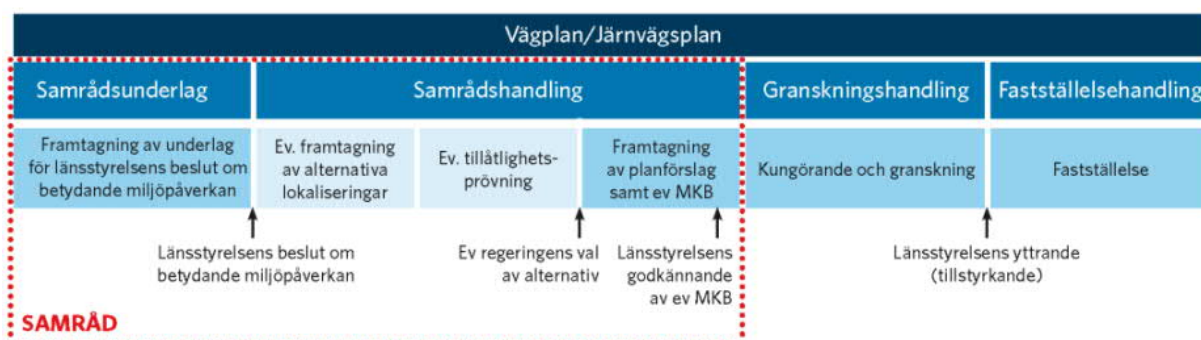 Vägplan/Järnvägsplan
Samrådsunderlag
Samrådshandling
Granskningshandling
Fastställelsehandling
Framtagning av underlag
för länsstyrelsens beslut om
betydande miljöpåverkan
Ev. framtagning
av alternativa
lokaliseringar
Ev. tillåtlighets-
prövning
Framtagning
av planförslag
samt ev MKB
Kungörande och granskning
Fastställelse
Länsstyrelsens beslut om
betydande miljöpåverkan
Ev regeringens val
av alternativ
Länsstyrelsens
godkännande
av ev MKB
Länsstyrelsens yttrande
(tillstyrkande)
SAMRÅD